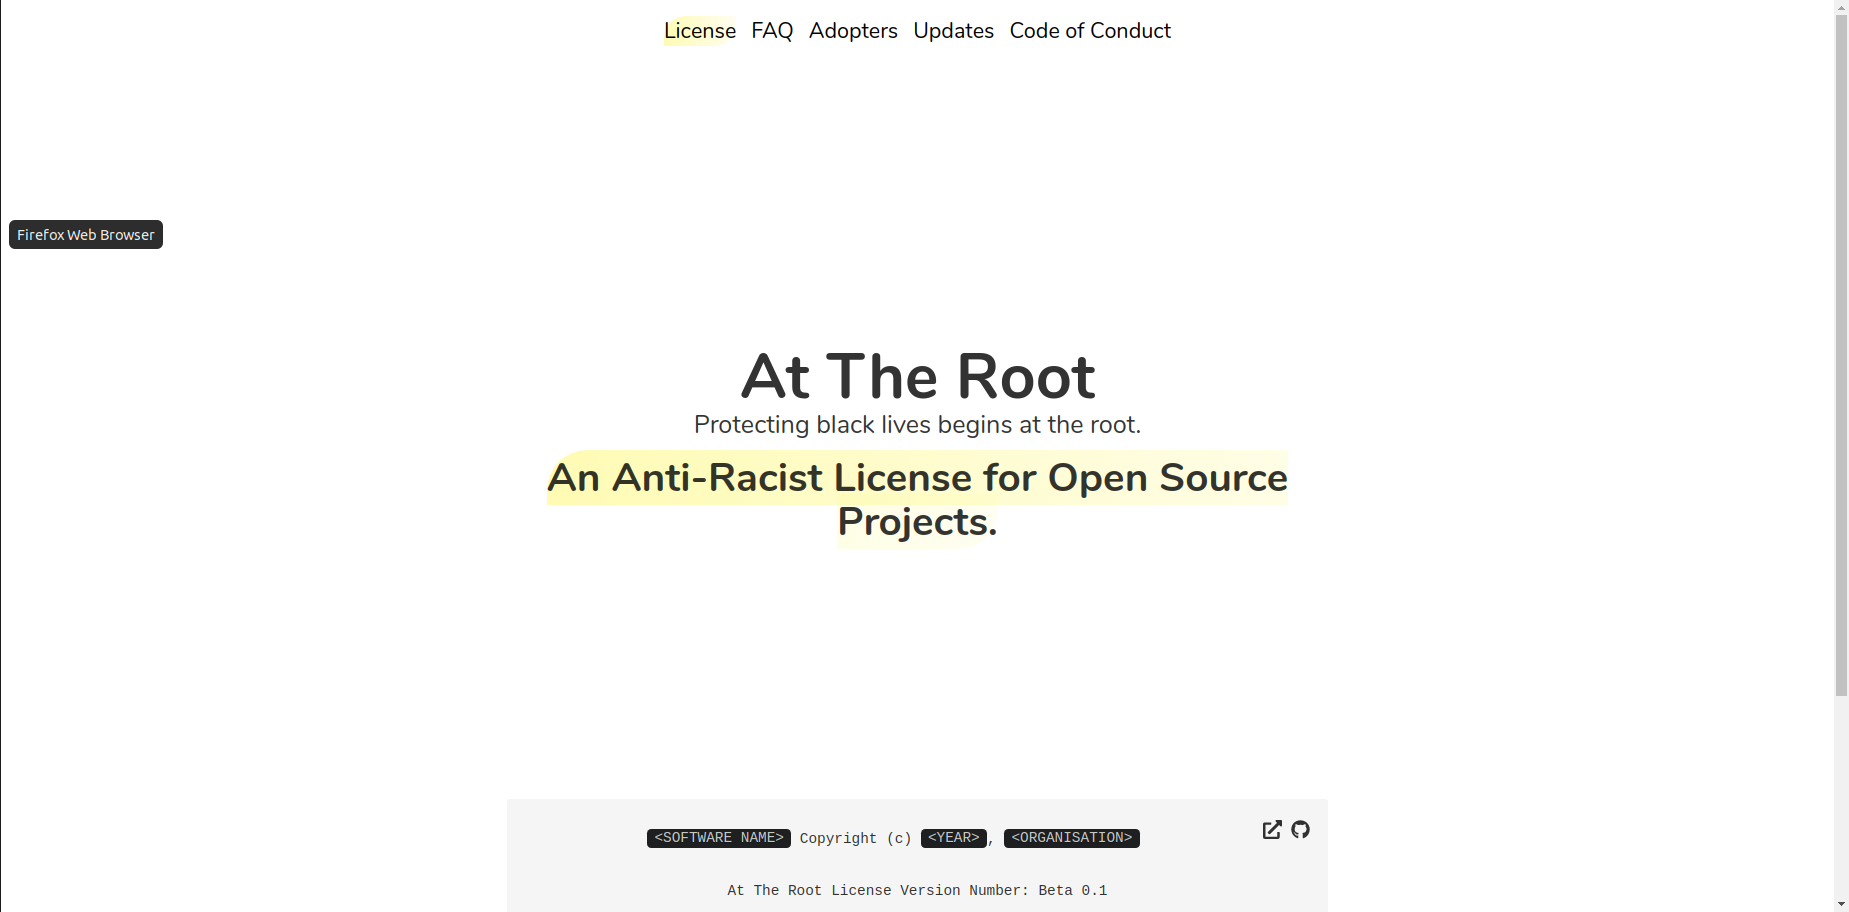 License FAQ Adopters Updates Code of Conduct
Firefox Web Browser
At The Root
Protecting black lives begins at the root.
An Anti-Racist License for Open Source
Projects.
<SOFTWARE NAME> Copyright (c) <YEAR>, <ORGANISATION>
At The Root License Version Number: Beta 0.1